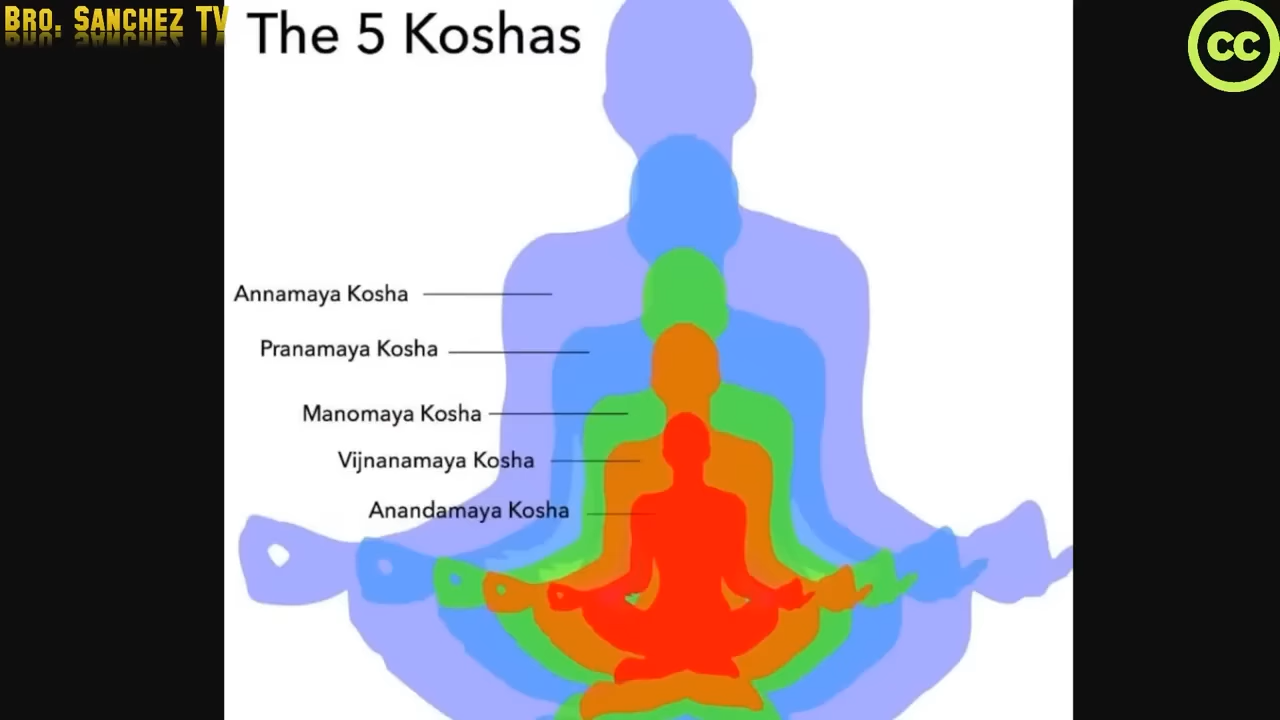 BRO. SANCHEZ TV
The 5 Koshas
CC
Annamaya Kosha
Pranamaya Kosha
Manomaya Kosha
Vijnanamaya Kosha
Anandamaya Kosha